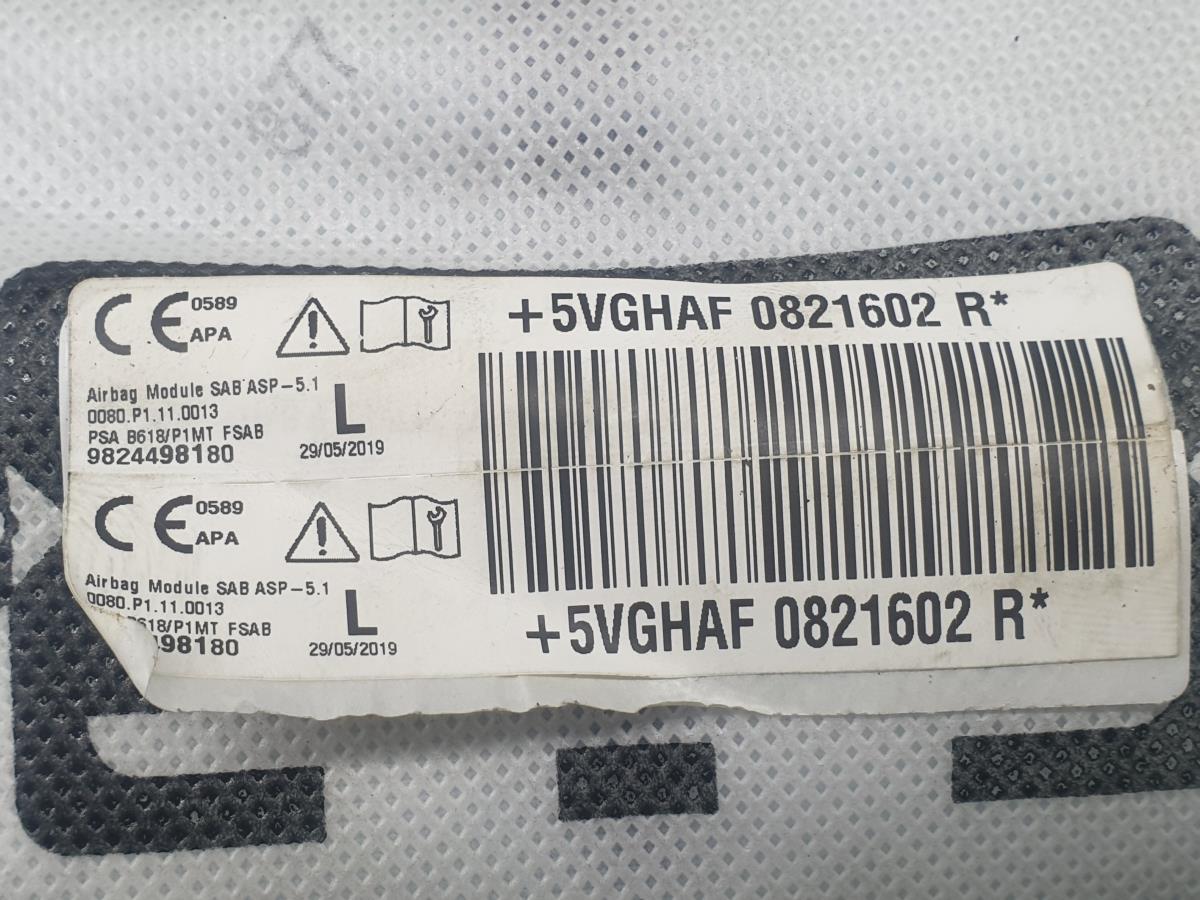 CE 0589
APA
Airbag Module SAB ASP-5.1
0080.P1.11.0013
PSA B618/P1MT FSAB
9824498180
L
29/05/2019
+5VGHAF 0821602 R*
CE 0589
APA
Airbag Module SAB ASP-5.1
0080.P1.11.0013
B618/P1MT FSAB
498180
L
29/05/2019
+5VGHAF 0821602 R*